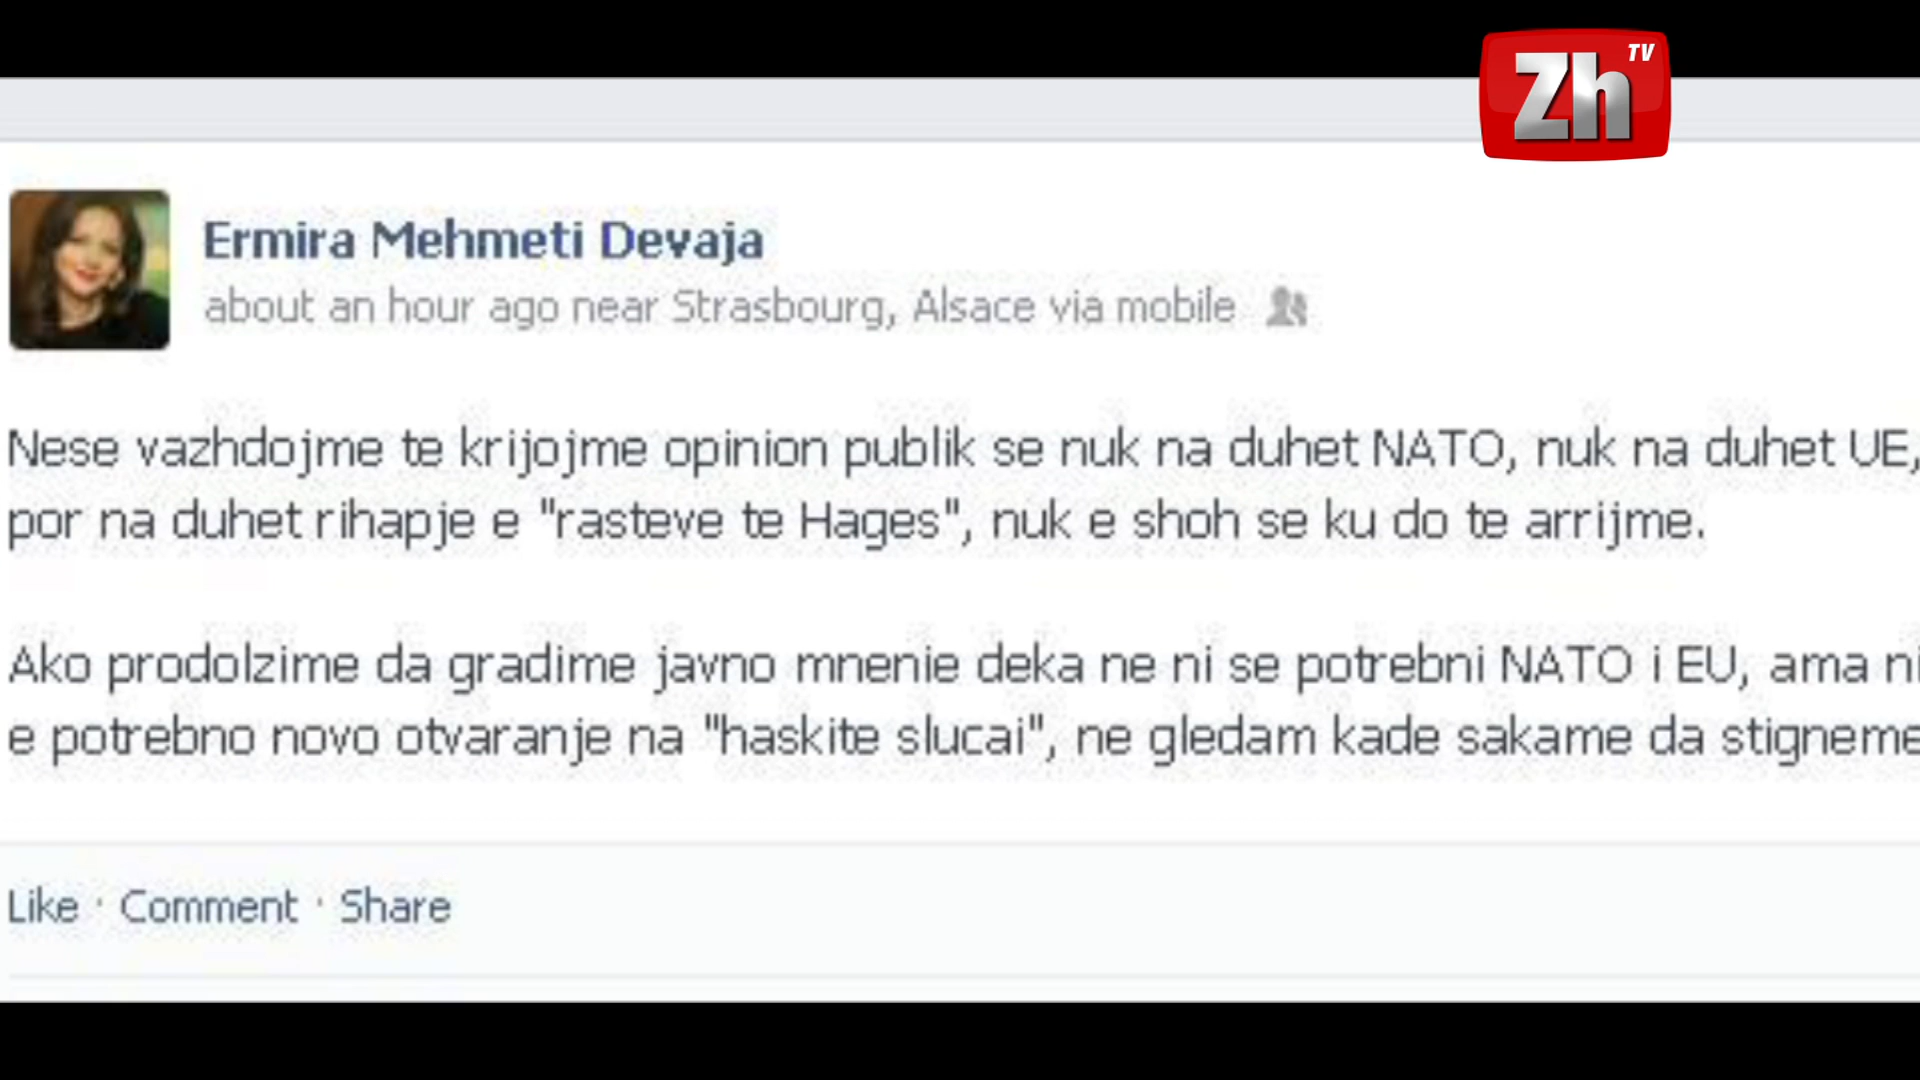 Zh TV
Ermira Mehmeti Devaja
about an hour ago near Strasbourg, Alsace via mobile
Nese vazhdojme te krijojme opinion publik se nuk na duhet NATO, nuk na duhet UE,
por na duhet rihapje e "rasteve te Hages", nuk e shoh se ku do te arrijme.
Ako prodolzime da gradime javno mnenie deka ne ni se potrebni NATO i EU, ama ni
e potrebno novo otvaranje na "haskite slucai", ne gledam kade sakame da stigneme
Like · Comment · Share